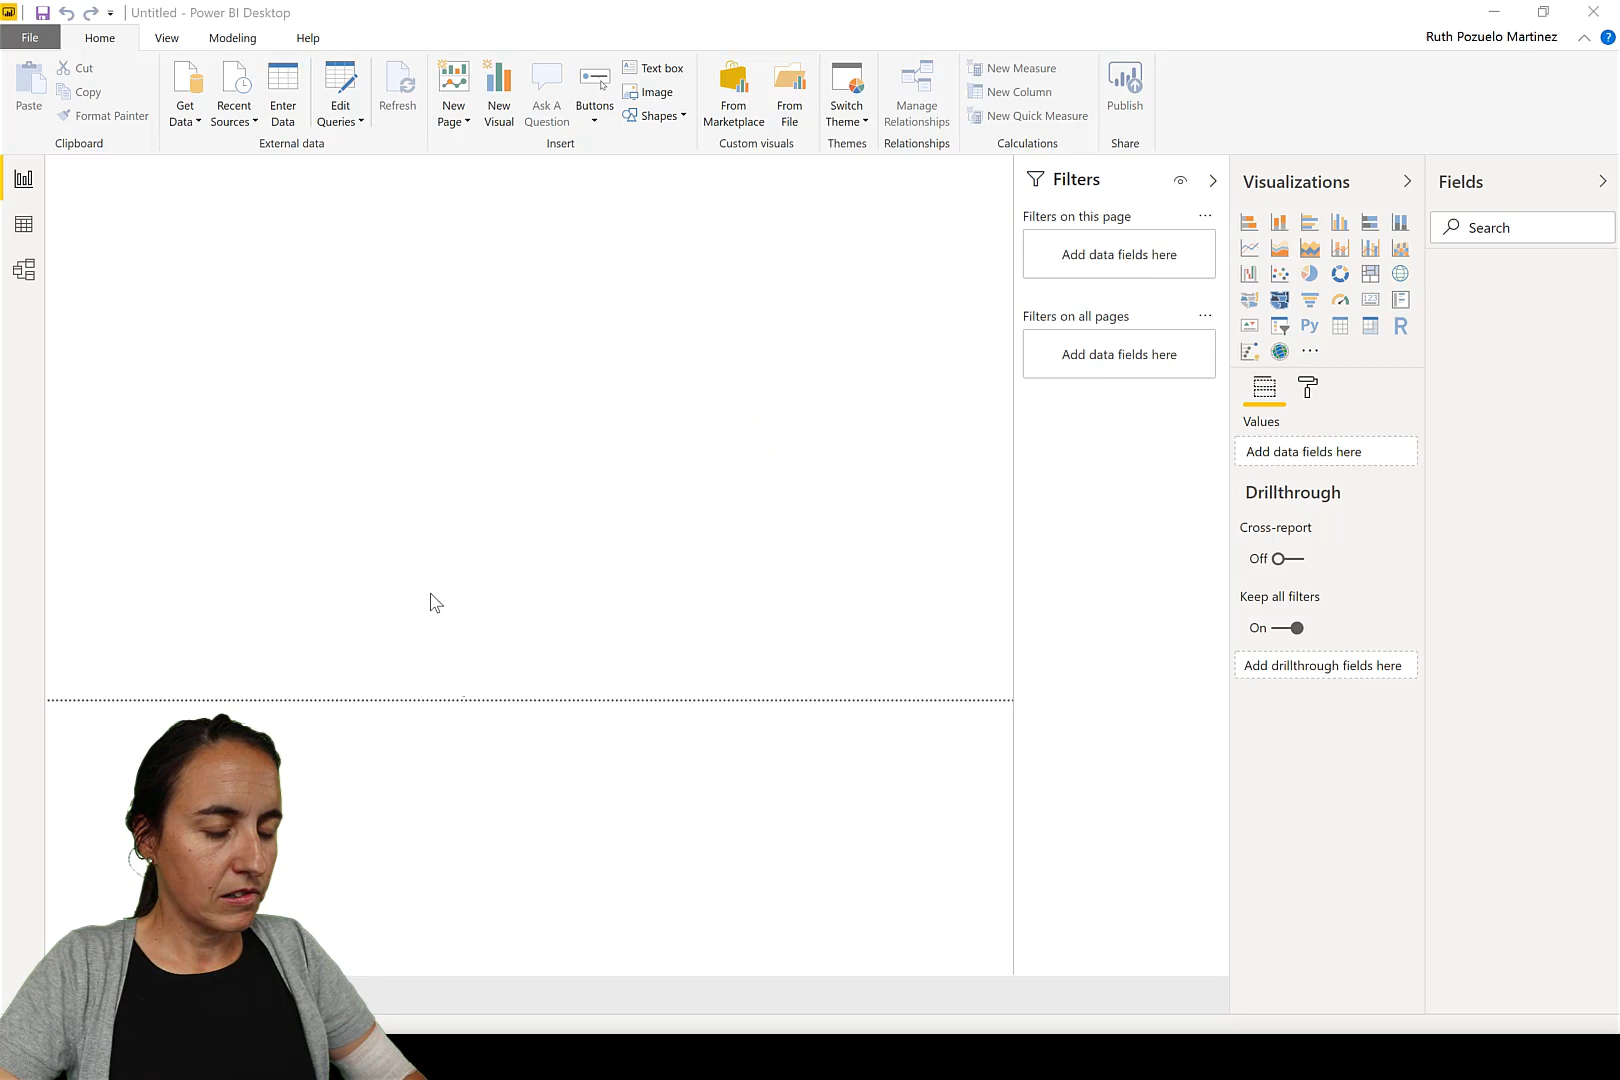 Untitled - Power BI Desktop
File Home View Modeling Help Ruth Pozuelo Martinez ?
Paste
Cut
Copy
Format Painter
Clipboard
Get Data
Recent Sources
Enter Data
Edit Queries
Refresh
External data
New Page
New Visual
Ask A Question
Buttons
Text box
Image
Shapes
Insert
From Marketplace
From File
Custom visuals
Switch Theme
Themes
Manage Relationships
Relationships
New Measure
New Column
New Quick Measure
Calculations
Publish
Share
Filters
Filters on this page ...
Add data fields here
Filters on all pages ...
Add data fields here
Visualizations
123
Py
R
...
Values
Add data fields here
Drillthrough
Cross-report
Off
Keep all filters
On
Add drillthrough fields here
Fields
Search